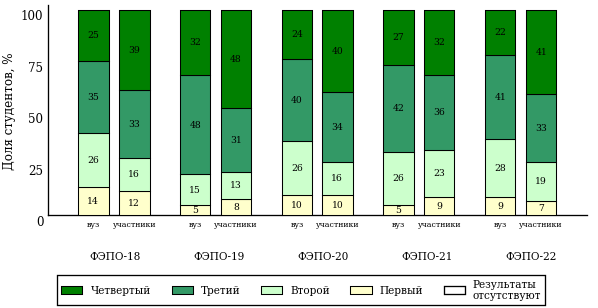 Доля студентов, %
100
75
50
25
0
25 39 32 48 24 40 27 32 22 41
35 33 48 31 40 34 42 36 41 33
26 16 15 13 26 16 26 23 28 19
14 12 5 8 10 10 5 9 9 7
вуз участники вуз участники вуз участники вуз участники вуз участники
ФЭПО-18 ФЭПО-19 ФЭПО-20 ФЭПО-21 ФЭПО-22
Четвертый Третий Второй Первый Результаты
отсутствуют